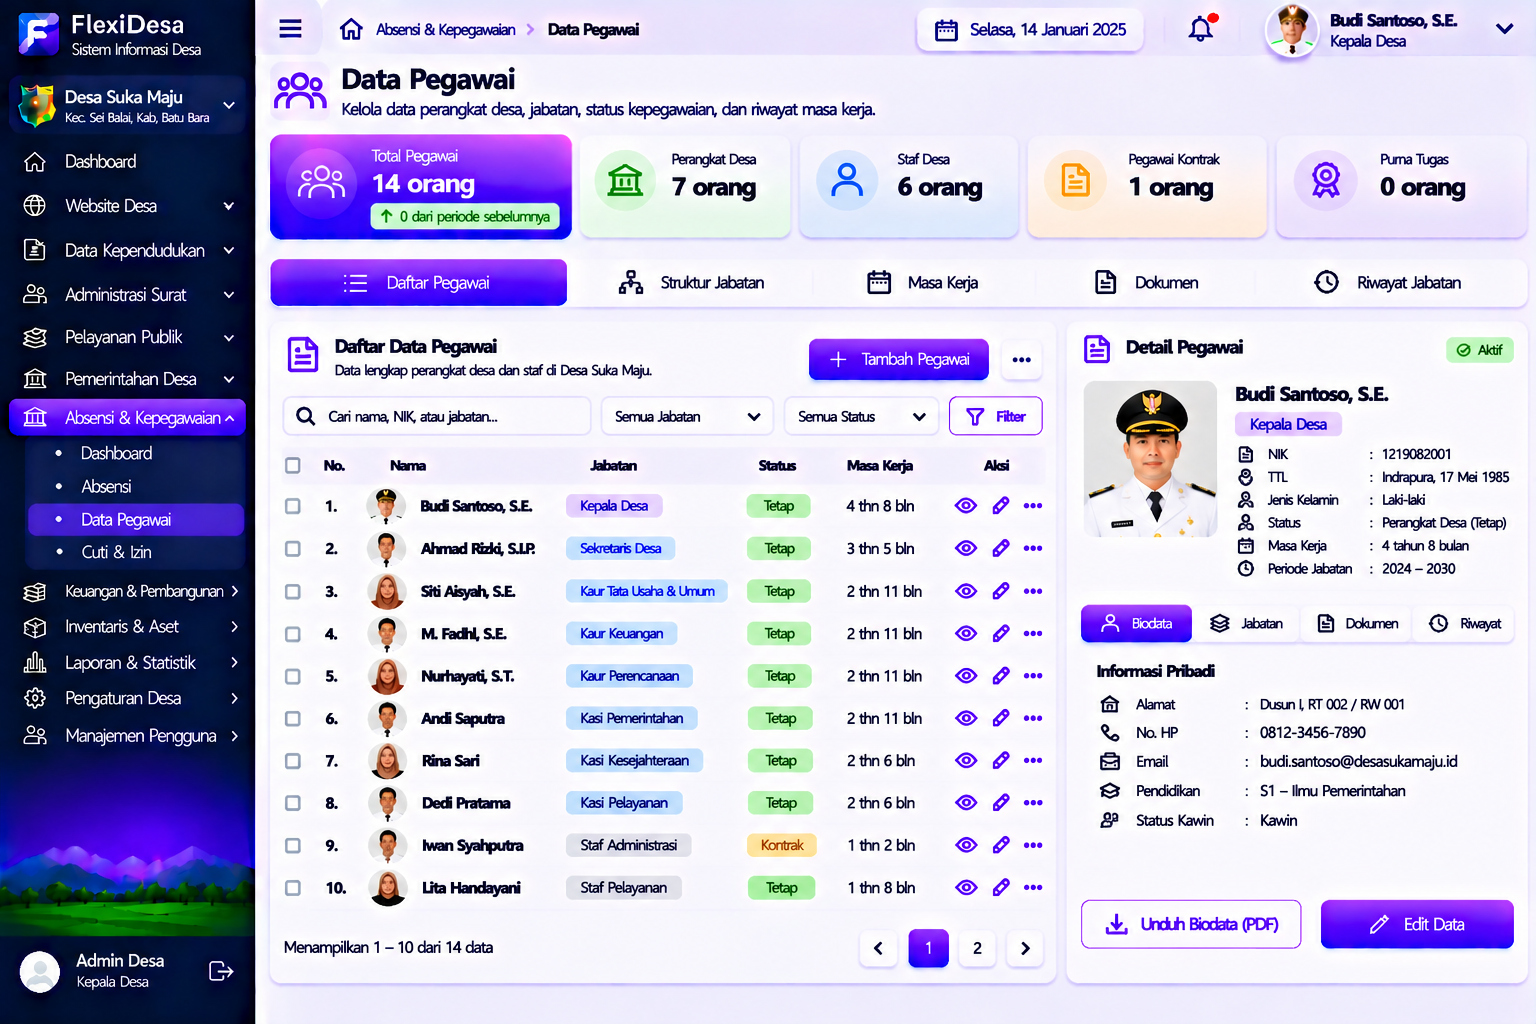 FlexiDesa
Sistem Informasi Desa
Desa Suka Maju
Kec. Sei Balai, Kab, Batu Bara
Dashboard
Website Desa
Data Kependudukan
Administrasi Surat
Pelayanan Publik
Pemerintahan Desa
Absensi & Kepegawaian
• Dashboard
• Absensi
• Data Pegawai
• Cuti & Izin
Keuangan & Pembangunan
Inventaris & Aset
Laporan & Statistik
Pengaturan Desa
Manajemen Pengguna
Admin Desa
Kepala Desa
Absensi & Kepegawaian > Data Pegawai
Selasa, 14 Januari 2025
Budi Santoso, S.E.
Kepala Desa
Data Pegawai
Kelola data perangkat desa, jabatan, status kepegawaian, dan riwayat masa kerja.
Total Pegawai
14 orang
↑ 0 dari periode sebelumnya
Perangkat Desa
7 orang
Staf Desa
6 orang
Pegawai Kontrak
1 orang
Purna Tugas
0 orang
Daftar Pegawai
Struktur Jabatan
Masa Kerja
Dokumen
Riwayat Jabatan
Daftar Data Pegawai
Data lengkap perangkat desa dan staf di Desa Suka Maju.
+ Tambah Pegawai
Cari nama, NIK, atau jabatan...
Semua Jabatan
Semua Status
Filter
No. Nama Jabatan Status Masa Kerja Aksi
1. Budi Santoso, S.E. Kepala Desa Tetap 4 thn 8 bln
2. Ahmad Rizki, S.I.P. Sekretaris Desa Tetap 3 thn 5 bln
3. Siti Aisyah, S.E. Kaur Tata Usaha & Umum Tetap 2 thn 11 bln
4. M. Fadhl, S.E. Kaur Keuangan Tetap 2 thn 11 bln
5. Nurhayati, S.T. Kaur Perencanaan Tetap 2 thn 11 bln
6. Andi Saputra Kasi Pemerintahan Tetap 2 thn 11 bln
7. Rina Sari Kasi Kesejahteraan Tetap 2 thn 6 bln
8. Dedi Pratama Kasi Pelayanan Tetap 2 thn 6 bln
9. Iwan Syahputra Staf Administrasi Kontrak 1 thn 2 bln
10. Lita Handayani Staf Pelayanan Tetap 1 thn 8 bln
Menampilkan 1 – 10 dari 14 data
< 1 2 >
Detail Pegawai
Aktif
Budi Santoso, S.E.
Kepala Desa
NIK : 1219082001
TTL : Indrapura, 17 Mei 1985
Jenis Kelamin : Laki-laki
Status : Perangkat Desa (Tetap)
Masa Kerja : 4 tahun 8 bulan
Periode Jabatan : 2024 – 2030
Biodata
Jabatan
Dokumen
Riwayat
Informasi Pribadi
Alamat : Dusun I, RT 002 / RW 001
No. HP : 0812-3456-7890
Email : budi.santoso@desasukamaju.id
Pendidikan : S1 – Ilmu Pemerintahan
Status Kawin : Kawin
Unduh Biodata (PDF)
Edit Data